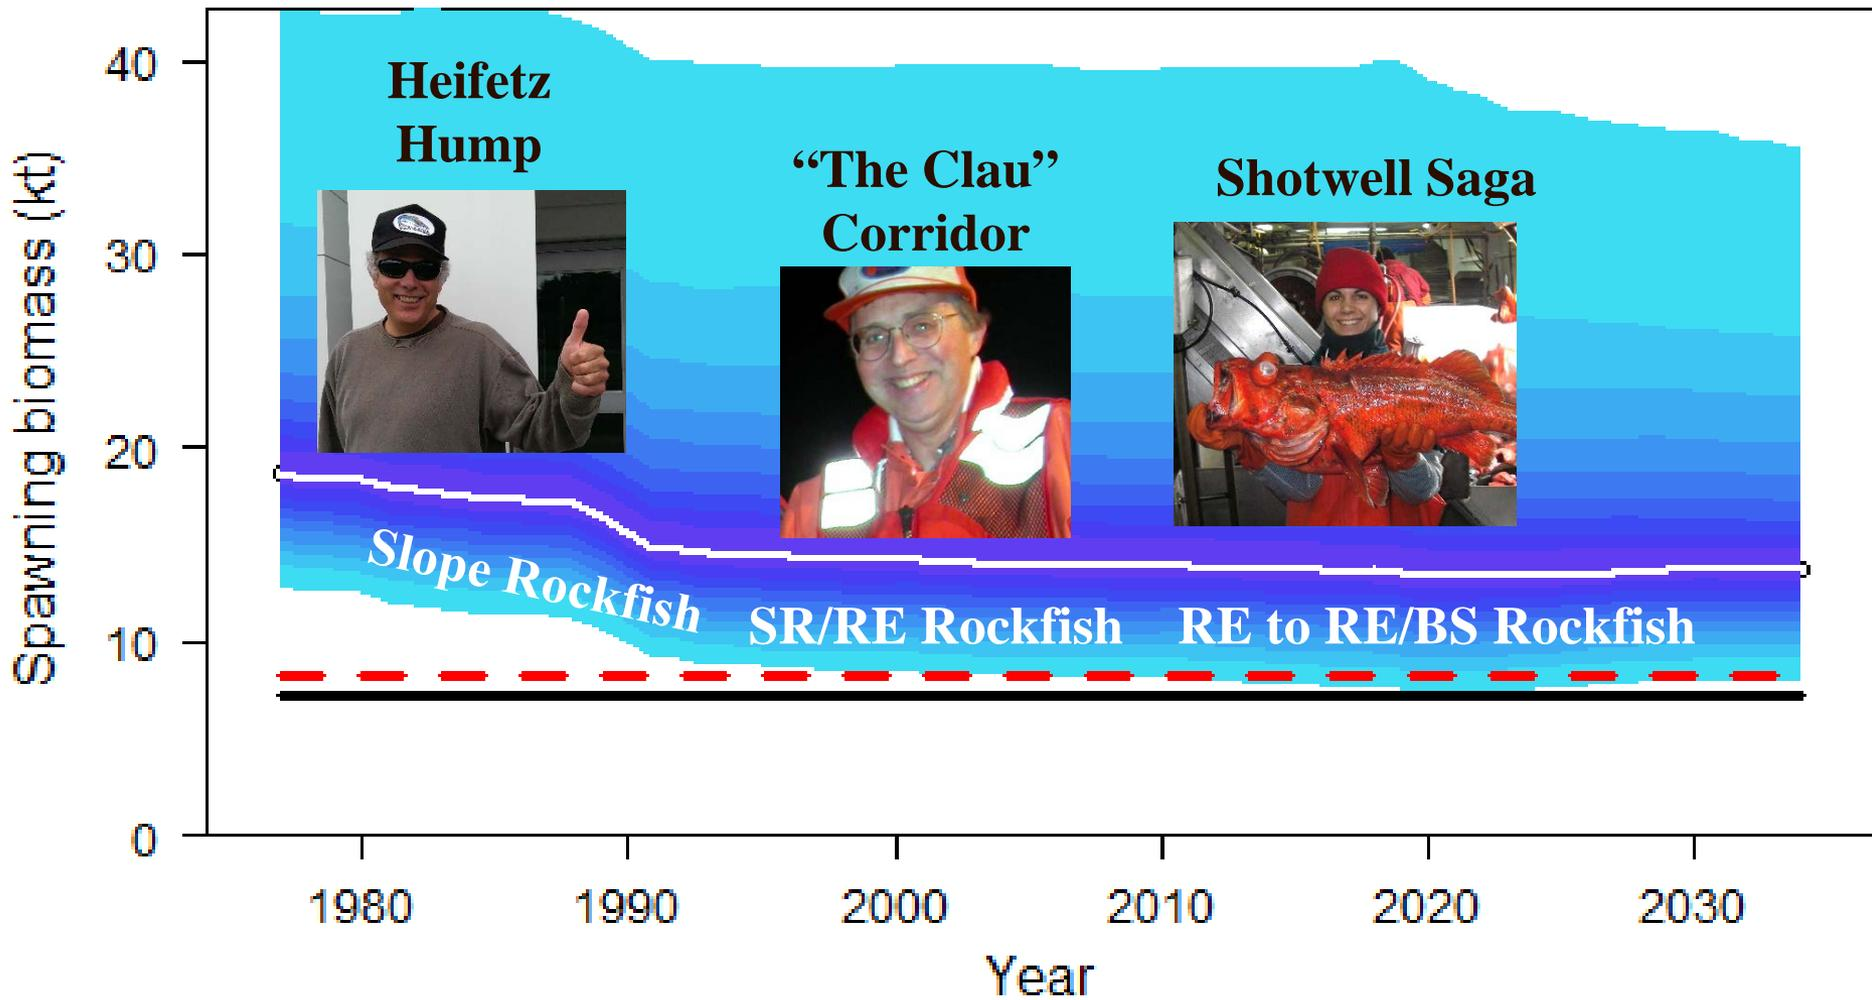 Heifetz
Hump
“The Clau”
Corridor
Shotwell Saga
Slope Rockfish
SR/RE Rockfish
RE to RE/BS Rockfish
Spawning biomass (kt)
40
30
20
10
0
1980
1990
2000
2010
2020
2030
Year